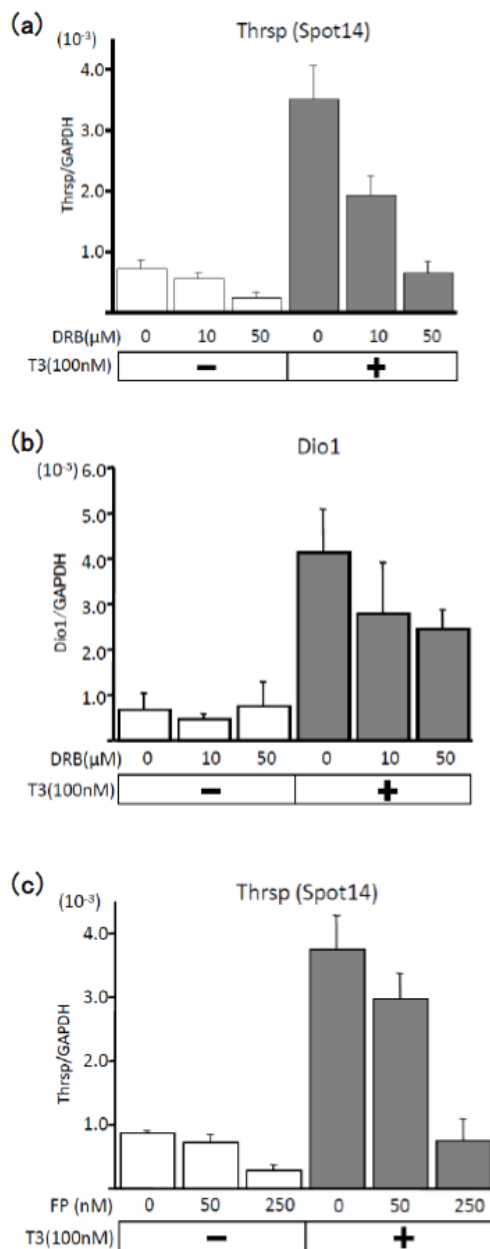 (a)
Thrsp (Spot14)
(10⁻³)
4.0
3.0
2.0
1.0
Thrsp/GAPDH
DRB(μM) 0 10 50 0 10 50
T3(100nM) − +
(b)
Dio1
(10⁻⁵) 6.0
5.0
4.0
3.0
2.0
1.0
Dio1/GAPDH
DRB(μM) 0 10 50 0 10 50
T3(100nM) − +
(c)
Thrsp (Spot14)
(10⁻³)
4.0
3.0
2.0
1.0
Thrsp/GAPDH
FP (nM) 0 50 250 0 50 250
T3(100nM) − +